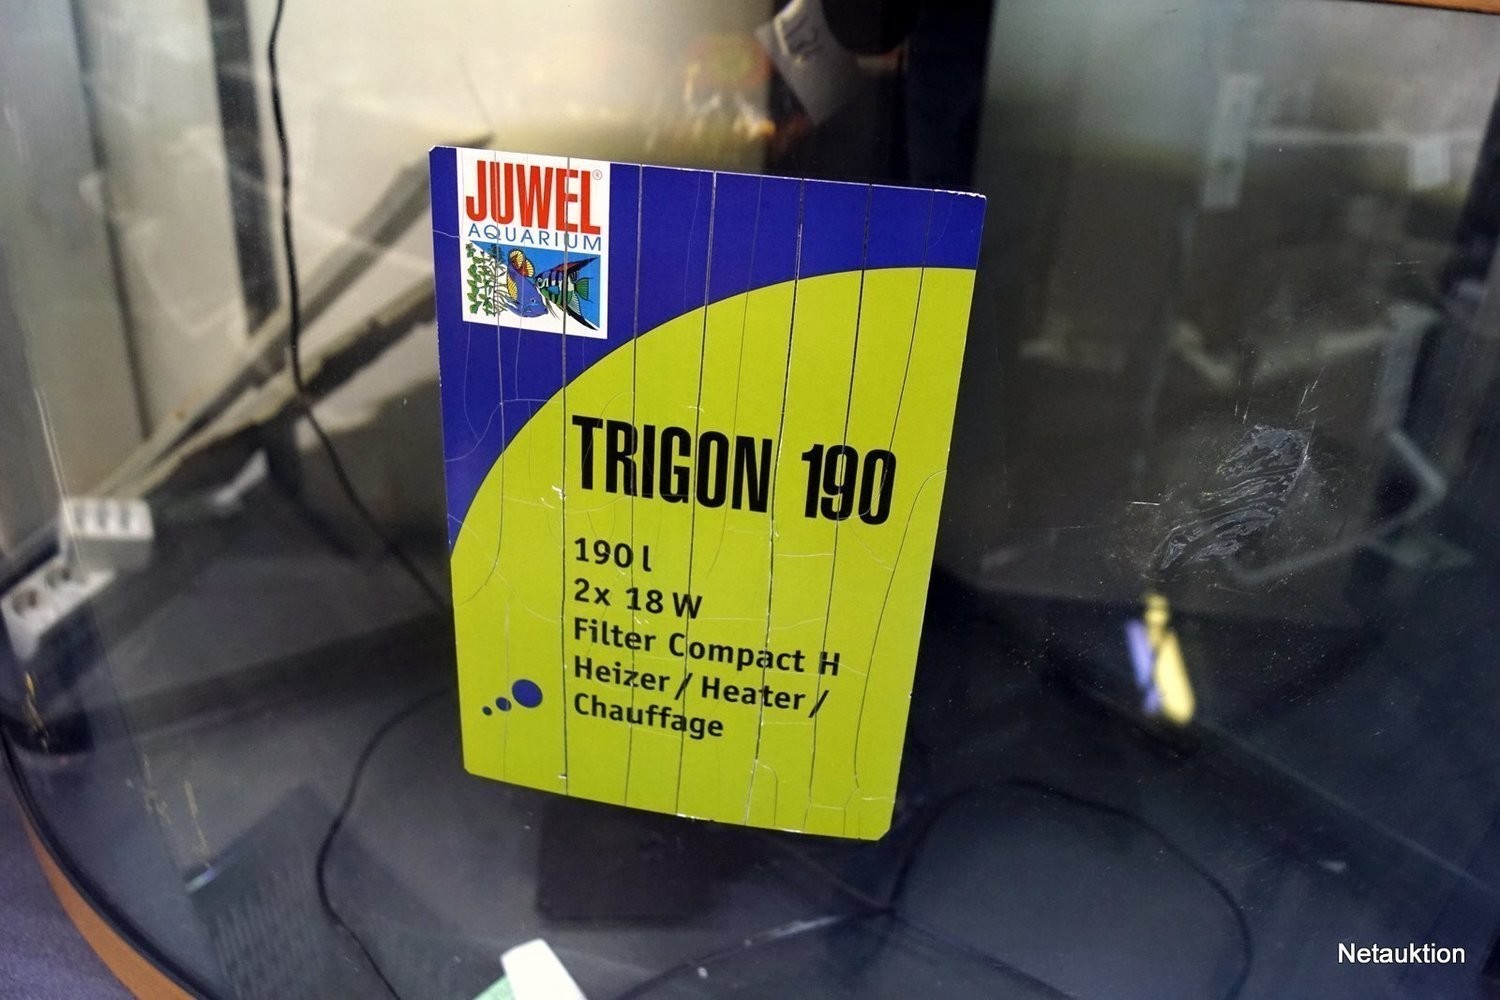 JUWEL®
AQUARIUM
TRIGON 190
190 l
2x 18 W
Filter Compact H
Heizer / Heater /
Chauffage
Netauktion